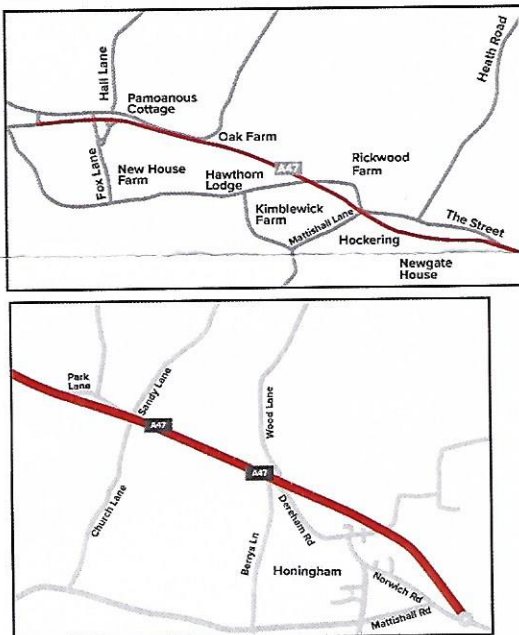 Hall Lane
Heath Road
Pamoanous
Cottage
Oak Farm
A47
Rickwood
Farm
Fox Lane
New House
Farm
Hawthorn
Lodge
Kimblewick
Farm
Mattishall Lane
Hockering
The Street
Newgate
House
Park
Lane
Sandy Lane
Wood Lane
A47
A47
Church Lane
Berrys Ln
Dereham Rd
Honingham
Norwich Rd
Mattishall Rd